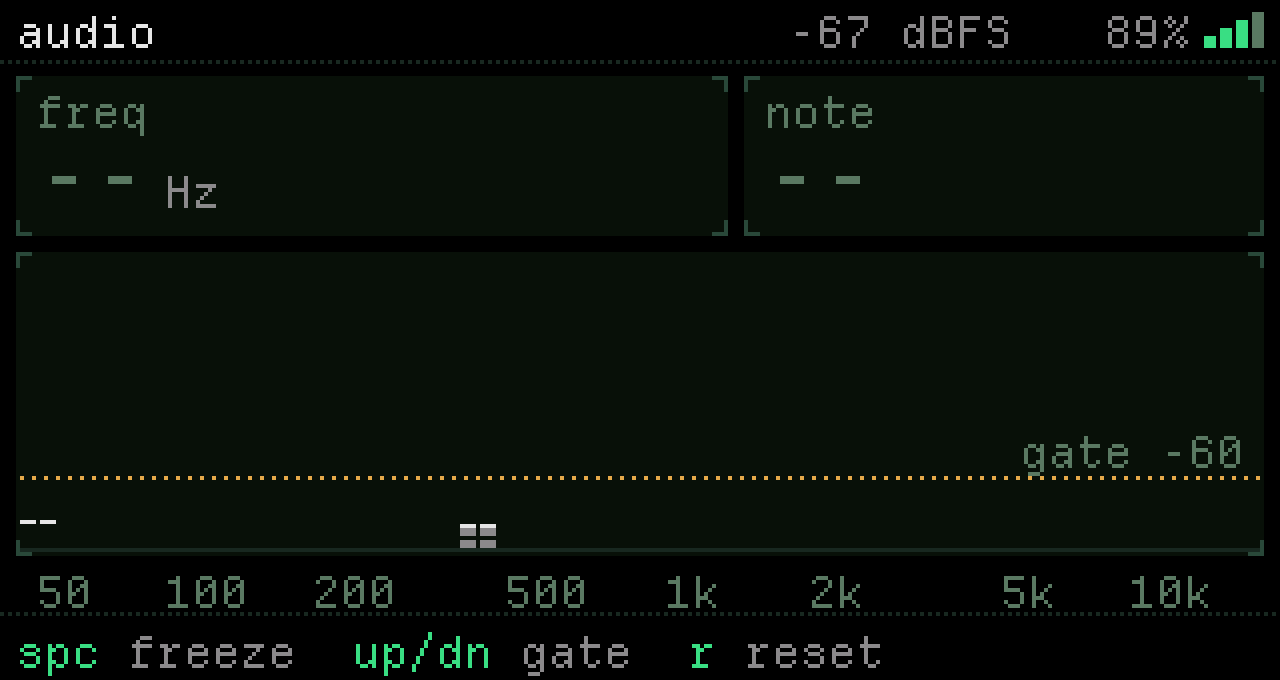 audio -67 dBFS 89%
freq note
-- Hz --
gate -60
50 100 200 500 1k 2k 5k 10k
spc freeze up/dn gate r reset